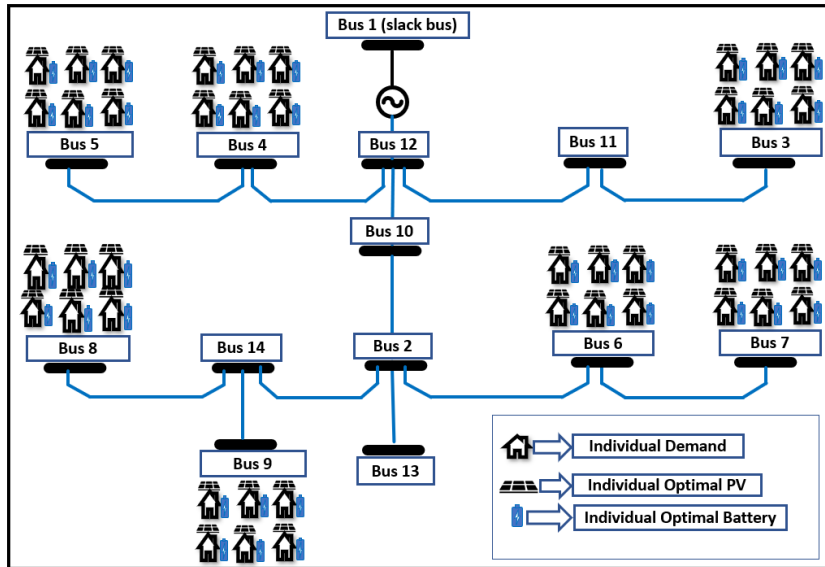 Bus 1 (slack bus)
Bus 5
Bus 4
Bus 12
Bus 11
Bus 3
Bus 10
Bus 8
Bus 14
Bus 2
Bus 6
Bus 7
Bus 9
Bus 13
Individual Demand
Individual Optimal PV
Individual Optimal Battery